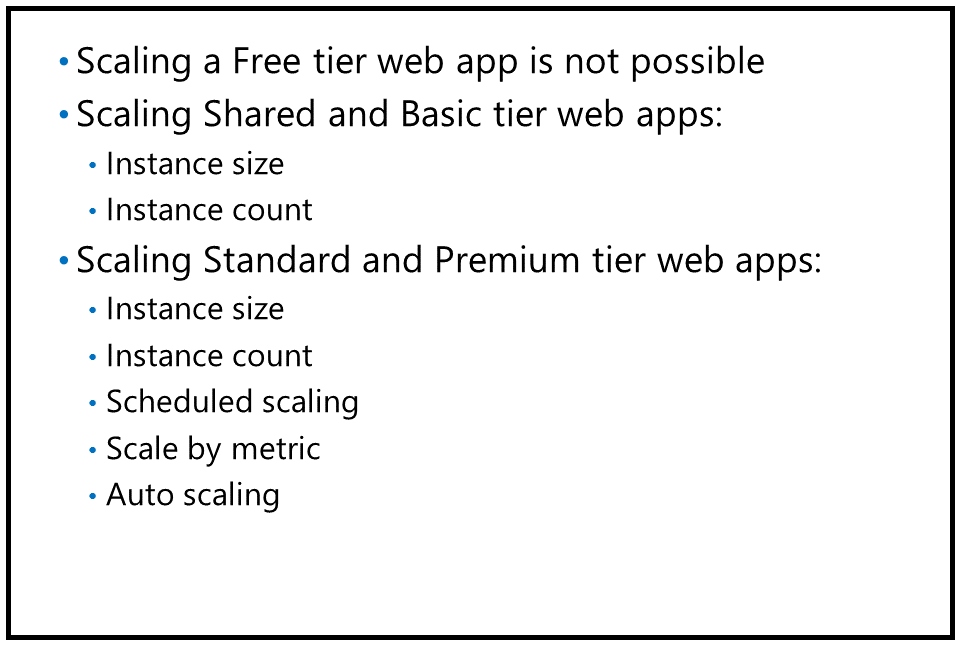 • Scaling a Free tier web app is not possible
• Scaling Shared and Basic tier web apps:
• Instance size
• Instance count
• Scaling Standard and Premium tier web apps:
• Instance size
• Instance count
• Scheduled scaling
• Scale by metric
• Auto scaling